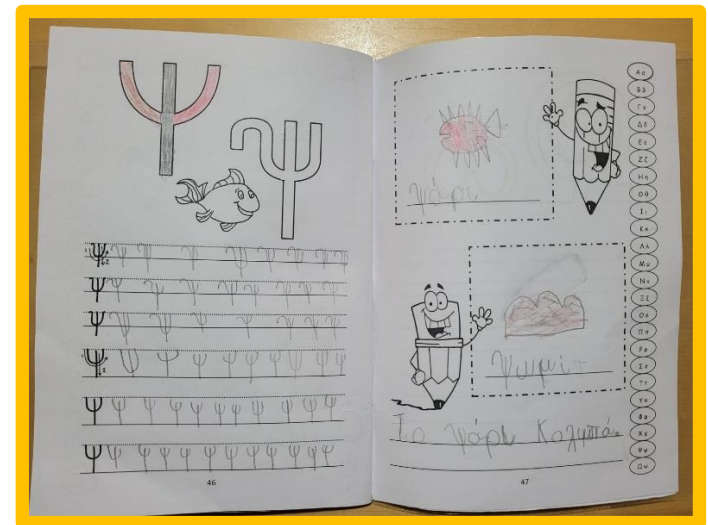 Ψ ψ
46
ψάρι
ψωμί
Το ψάρι κολυμπά.
47
Αα
Ββ
Γγ
Δδ
Εε
Ζζ
Ηη
Θθ
Ιι
Κκ
Λλ
Μμ
Νν
Ξξ
Οο
Ππ
Ρρ
Σσ
Ττ
Υυ
Φφ
Χχ
Ψψ
Ωω